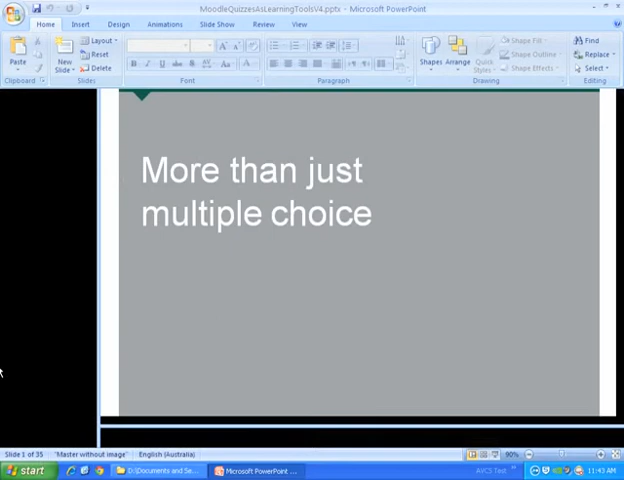 MoodleQuizzesAsLearningToolsV4.pptx - Microsoft PowerPoint
Home Insert Design Animations Slide Show Review View
Paste
New
Slide
Layout
Reset
Delete
Shapes
Arrange
Quick
Styles
Shape Fill
Shape Outline
Shape Effects
Find
Replace
Select
Clipboard Slides Font Paragraph Drawing Editing
More than just
multiple choice
Slide 1 of 35 "Master without image" English (Australia) 90%
start D:\Documents and Se... Microsoft PowerPoint ... AVCS Test 11:43 AM